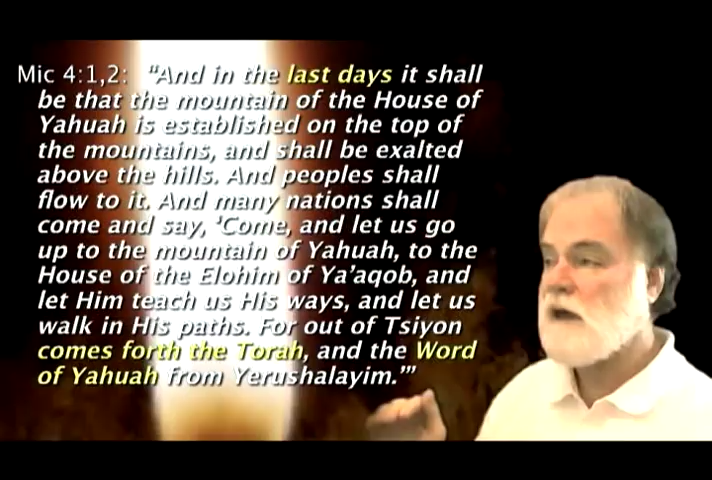 Mic 4:1,2: "And in the last days it shall
be that the mountain of the House of
Yahuah is established on the top of
the mountains, and shall be exalted
above the hills. And peoples shall
flow to it. And many nations shall
come and say, 'Come, and let us go
up to the mountain of Yahuah, to the
House of the Elohim of Ya'aqob, and
let Him teach us His ways, and let us
walk in His paths. For out of Tsiyon
comes forth the Torah, and the Word
of Yahuah from Yerushalayim.'"